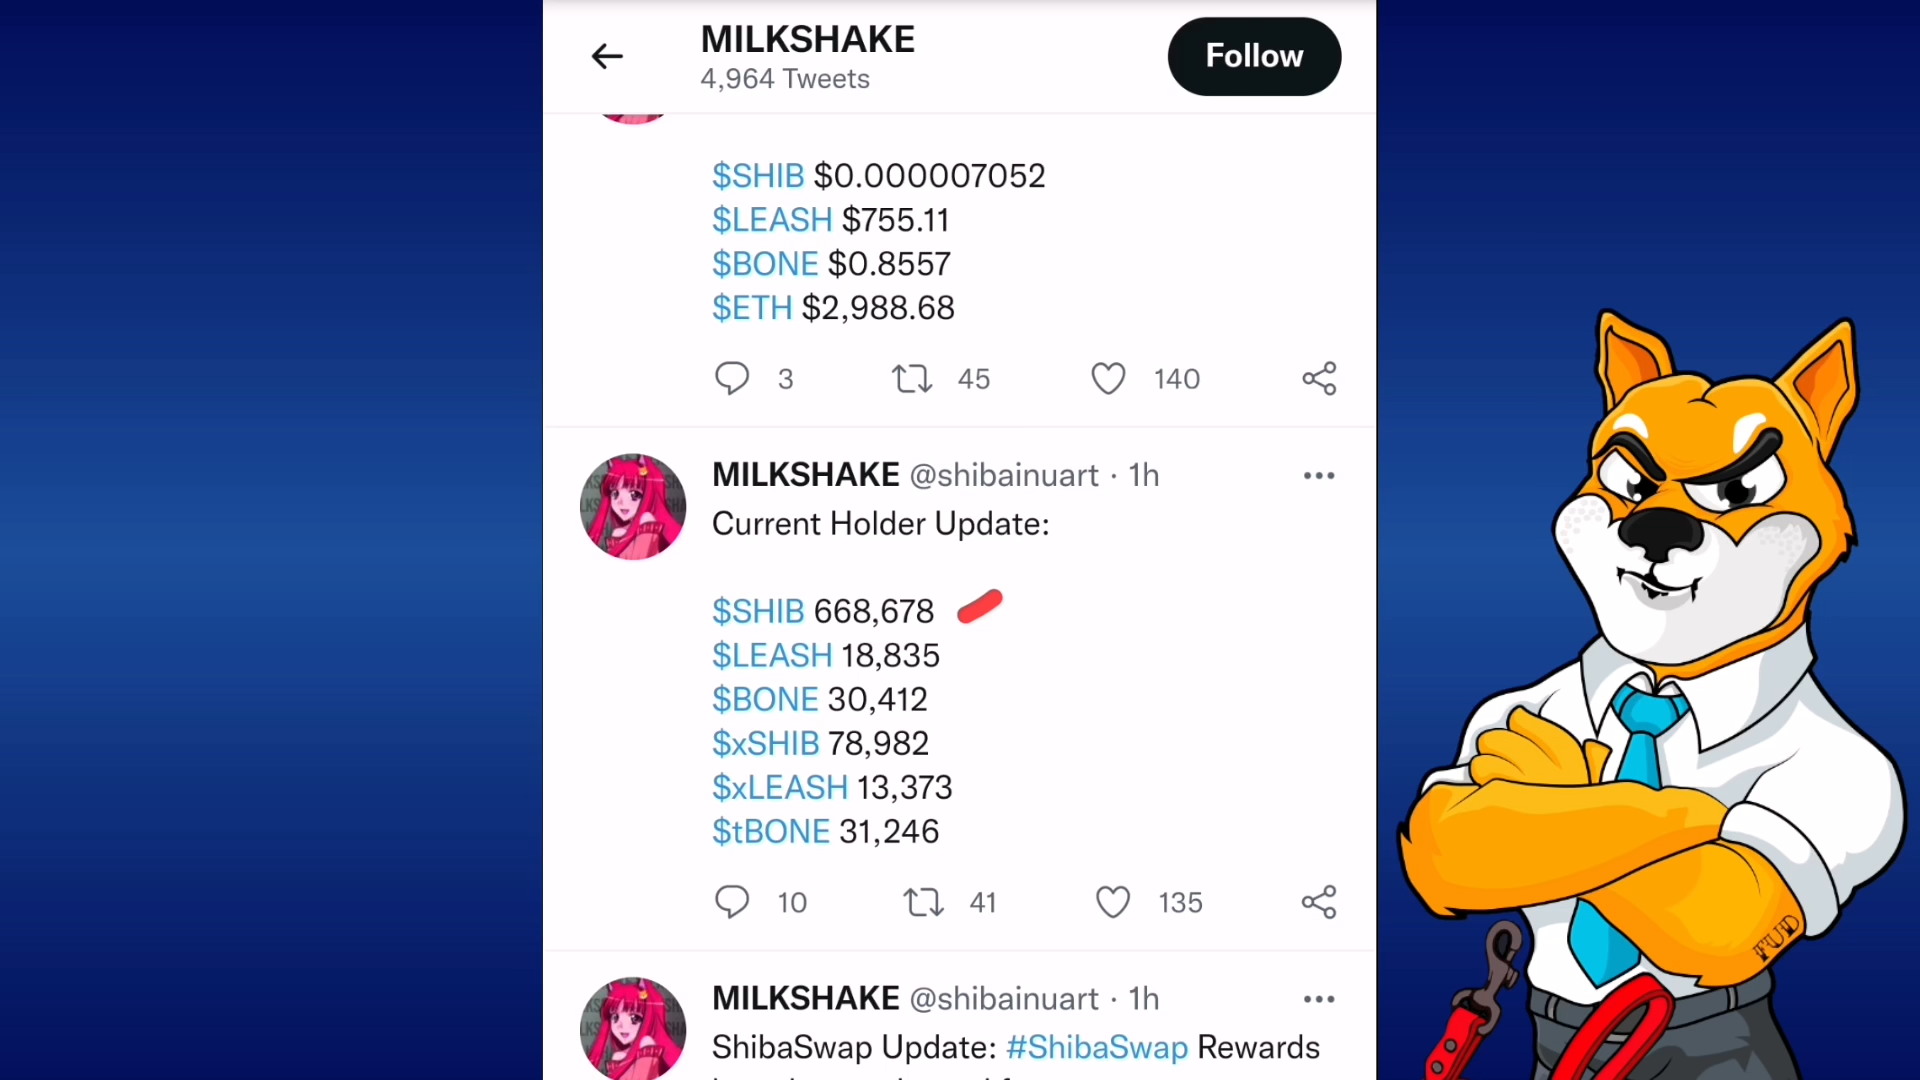 MILKSHAKE
4,964 Tweets
Follow
$SHIB $0.000007052
$LEASH $755.11
$BONE $0.8557
$ETH $2,988.68
3 45 140
MILKSHAKE @shibainuart · 1h
Current Holder Update:
$SHIB 668,678
$LEASH 18,835
$BONE 30,412
$xSHIB 78,982
$xLEASH 13,373
$tBONE 31,246
10 41 135
MILKSHAKE @shibainuart · 1h
ShibaSwap Update: #ShibaSwap Rewards
FUD